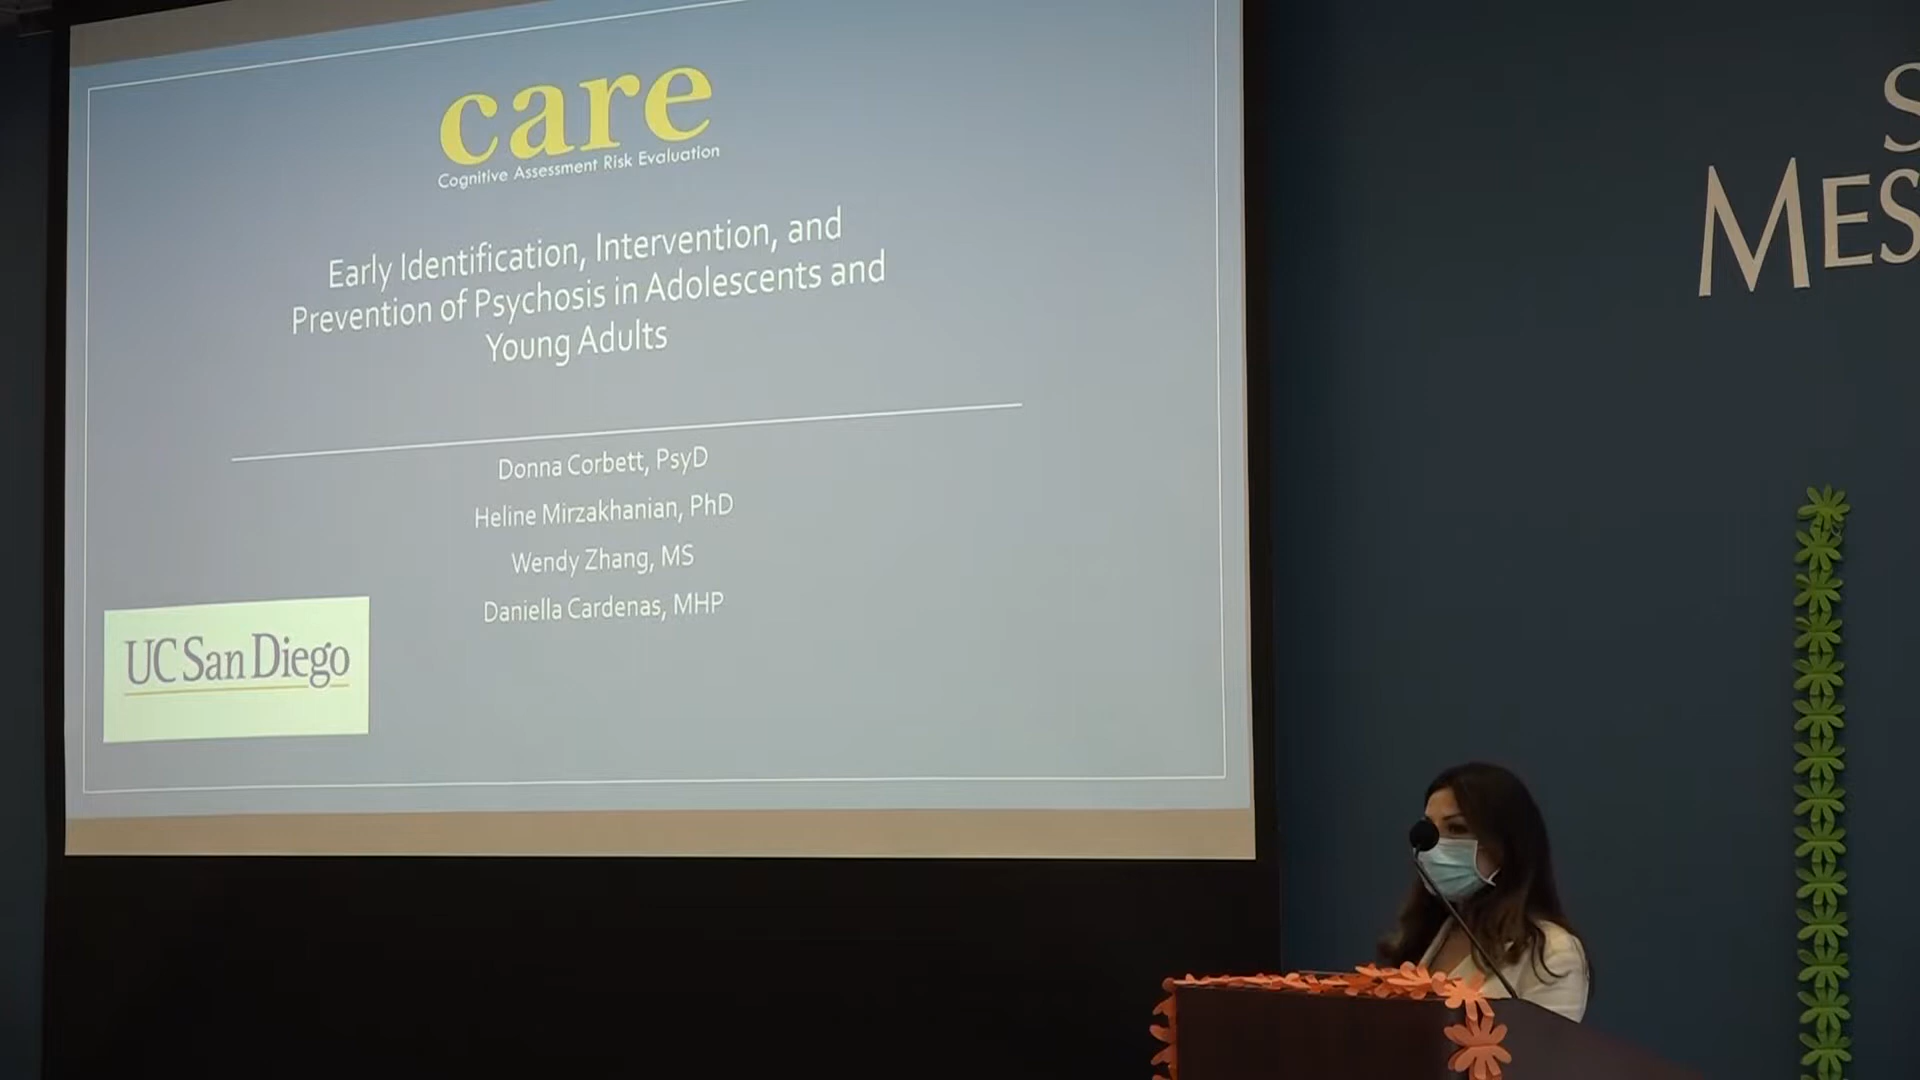 care
Cognitive Assessment Risk Evaluation
Early Identification, Intervention, and
Prevention of Psychosis in Adolescents and
Young Adults
Donna Corbett, PsyD
Heline Mirzakhanian, PhD
Wendy Zhang, MS
Daniella Cardenas, MHP
UC San Diego
S
MES